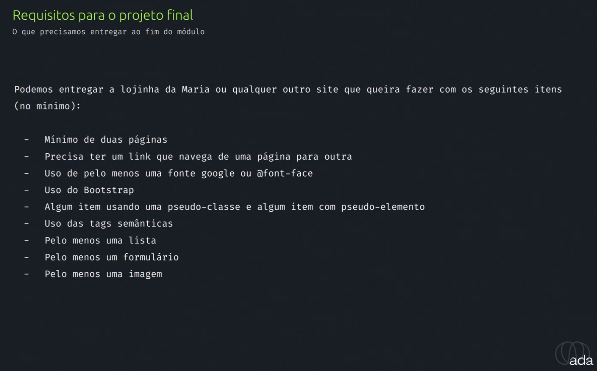 Requisitos para o projeto final
O que precisamos entregar ao fim do módulo
Podemos entregar a lojinha da Maria ou qualquer outro site que queira fazer com os seguintes itens
(no mínimo):
- Mínimo de duas páginas
- Precisa ter um link que navega de uma página para outra
- Uso de pelo menos uma fonte google ou @font-face
- Uso do Bootstrap
- Algum item usando uma pseudo-classe e algum item com pseudo-elemento
- Uso das tags semânticas
- Pelo menos uma lista
- Pelo menos um formulário
- Pelo menos uma imagem
ada